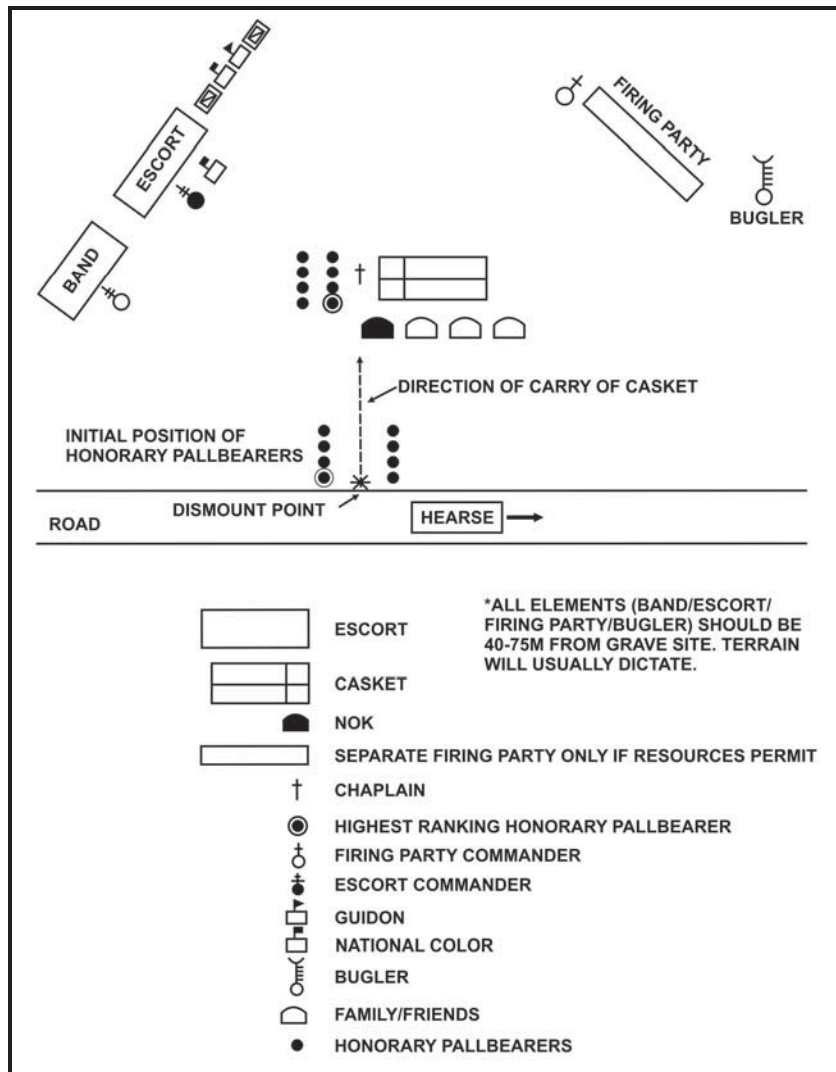 ESCORT
FIRING PARTY
BUGLER
BAND
DIRECTION OF CARRY OF CASKET
INITIAL POSITION OF
HONORARY PALLBEARERS
DISMOUNT POINT
ROAD
HEARSE
*ALL ELEMENTS (BAND/ESCORT/
FIRING PARTY/BUGLER) SHOULD BE
40-75M FROM GRAVE SITE. TERRAIN
WILL USUALLY DICTATE.
ESCORT
CASKET
NOK
SEPARATE FIRING PARTY ONLY IF RESOURCES PERMIT
CHAPLAIN
HIGHEST RANKING HONORARY PALLBEARER
FIRING PARTY COMMANDER
ESCORT COMMANDER
GUIDON
NATIONAL COLOR
BUGLER
FAMILY/FRIENDS
HONORARY PALLBEARERS